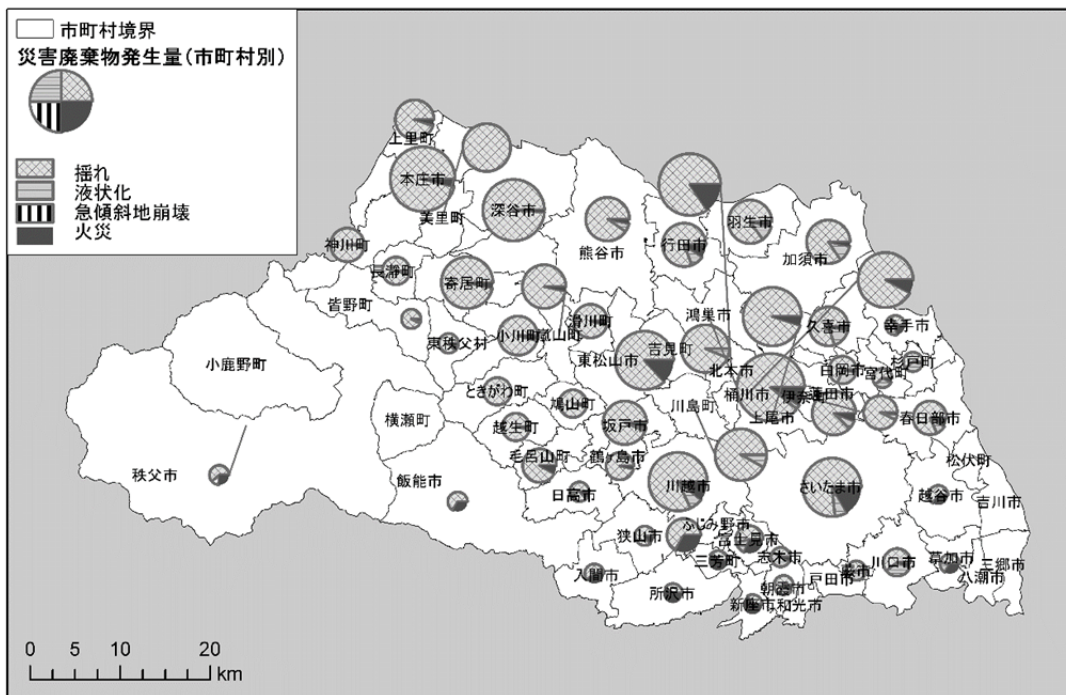 市町村境界
災害廃棄物発生量(市町村別)
揺れ
液状化
急傾斜地崩壊
火災
上里町
本庄市
美里町
深谷市
神川町
長瀞町
皆野町
寄居町
熊谷市
行田市
羽生市
加須市
小鹿野町
東秩父村
小川町
嵐山町
滑川町
東松山市
吉見町
鴻巣市
北本市
久喜市
幸手市
桶川市
伊奈町
蓮田市
白岡市
宮代町
杉戸町
上尾市
春日部市
ときがわ町
鳩山町
川島町
横瀬町
越生町
坂戸市
毛呂山町
鶴ヶ島市
秩父市
飯能市
日高市
川越市
さいたま市
松伏町
越谷市
吉川市
狭山市
ふじみ野市
富士見市
三芳町
志木市
入間市
所沢市
朝霞市
新座市
和光市
戸田市
蕨市
川口市
草加市
八潮市
三郷市
0 5 10 20
km